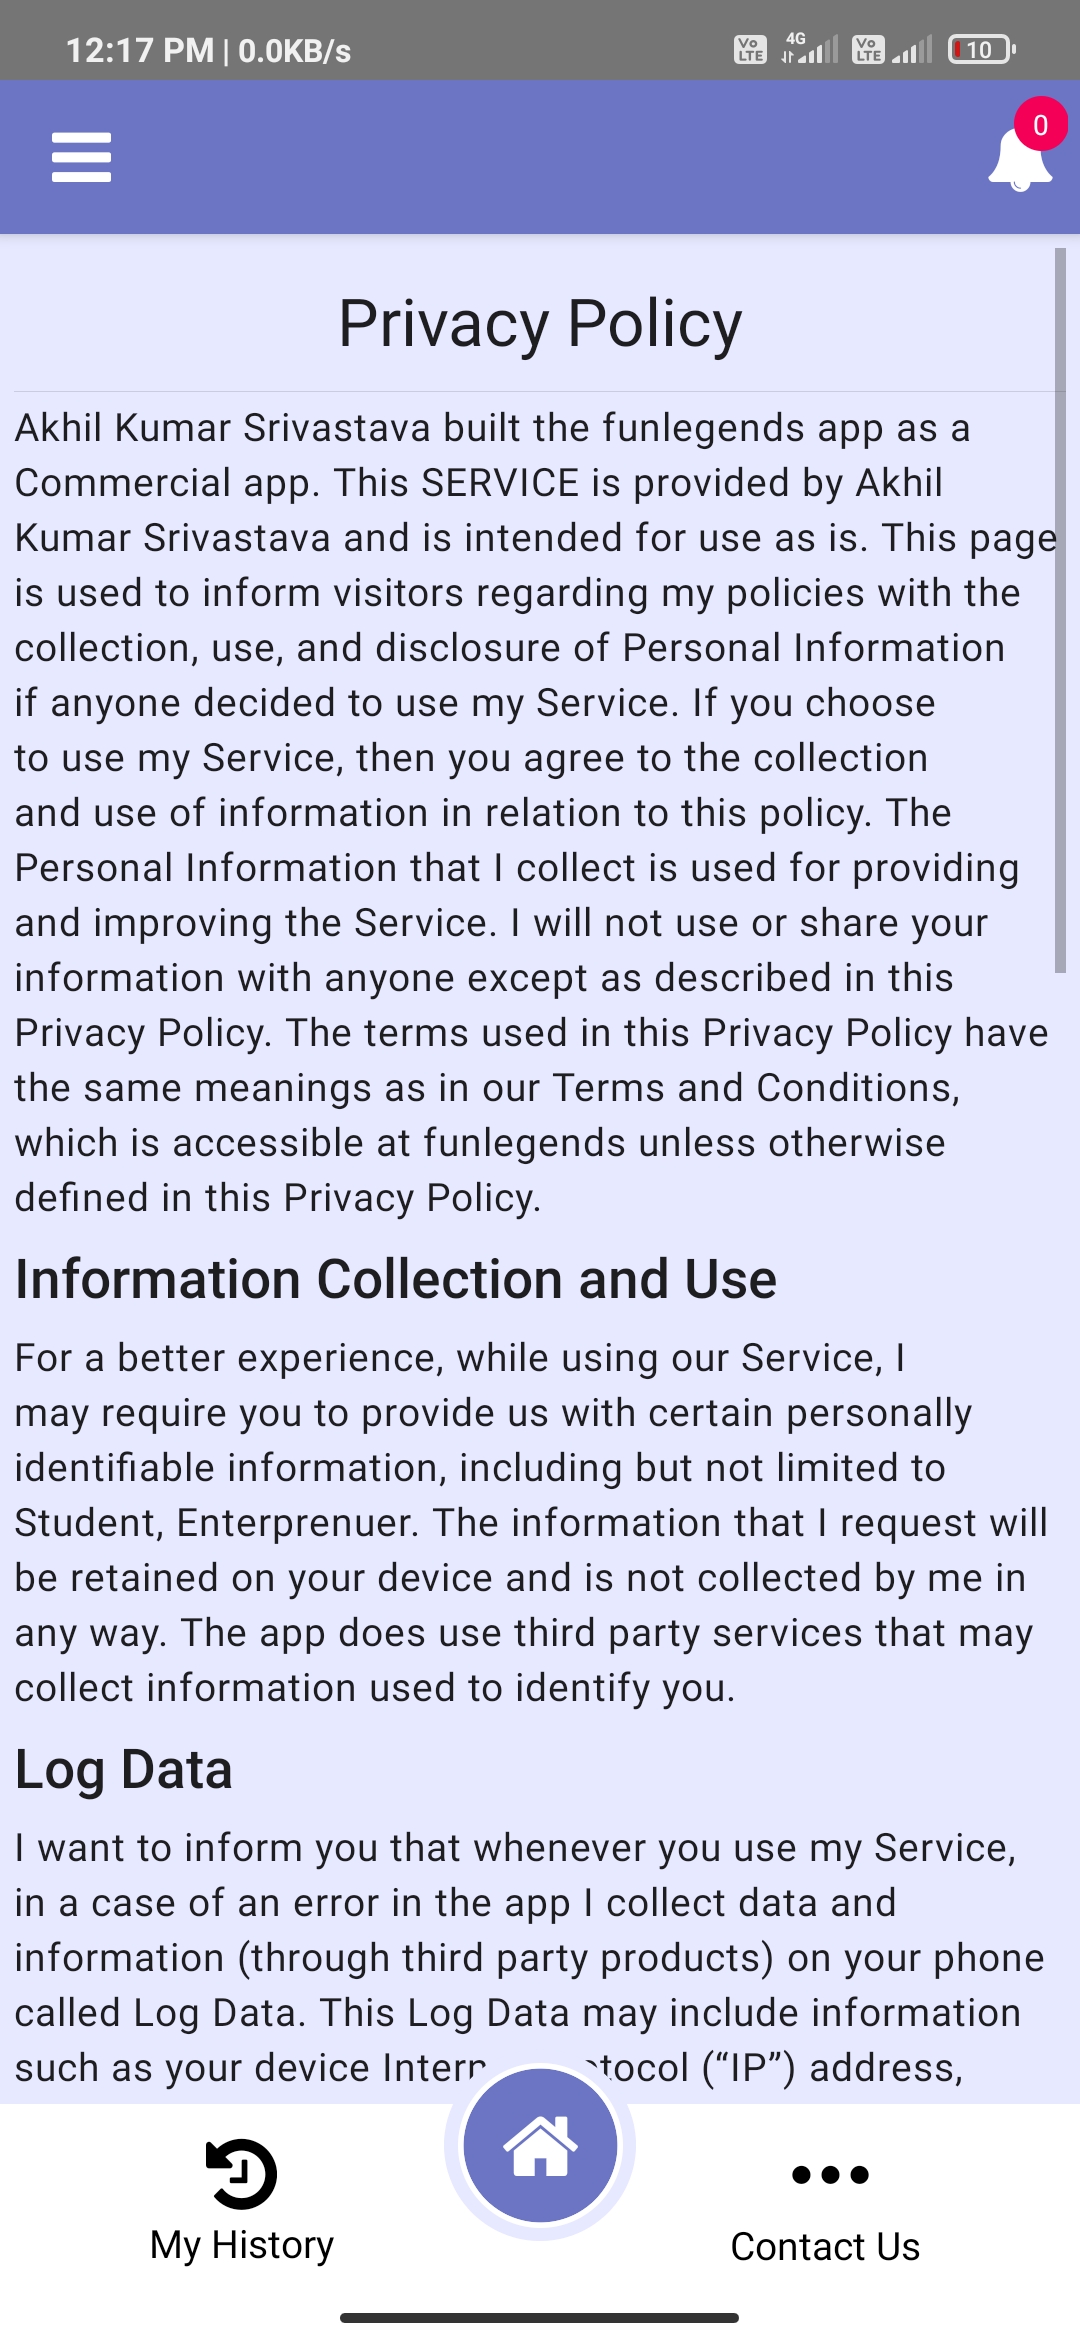 12:17 PM | 0.0KB/s
Vo LTE 4G Vo LTE 10
0
Privacy Policy
Akhil Kumar Srivastava built the funlegends app as a
Commercial app. This SERVICE is provided by Akhil
Kumar Srivastava and is intended for use as is. This page
is used to inform visitors regarding my policies with the
collection, use, and disclosure of Personal Information
if anyone decided to use my Service. If you choose
to use my Service, then you agree to the collection
and use of information in relation to this policy. The
Personal Information that I collect is used for providing
and improving the Service. I will not use or share your
information with anyone except as described in this
Privacy Policy. The terms used in this Privacy Policy have
the same meanings as in our Terms and Conditions,
which is accessible at funlegends unless otherwise
defined in this Privacy Policy.
Information Collection and Use
For a better experience, while using our Service, I
may require you to provide us with certain personally
identifiable information, including but not limited to
Student, Enterprenuer. The information that I request will
be retained on your device and is not collected by me in
any way. The app does use third party services that may
collect information used to identify you.
Log Data
I want to inform you that whenever you use my Service,
in a case of an error in the app I collect data and
information (through third party products) on your phone
called Log Data. This Log Data may include information
such as your device (“IP”) address,
My History
Contact Us